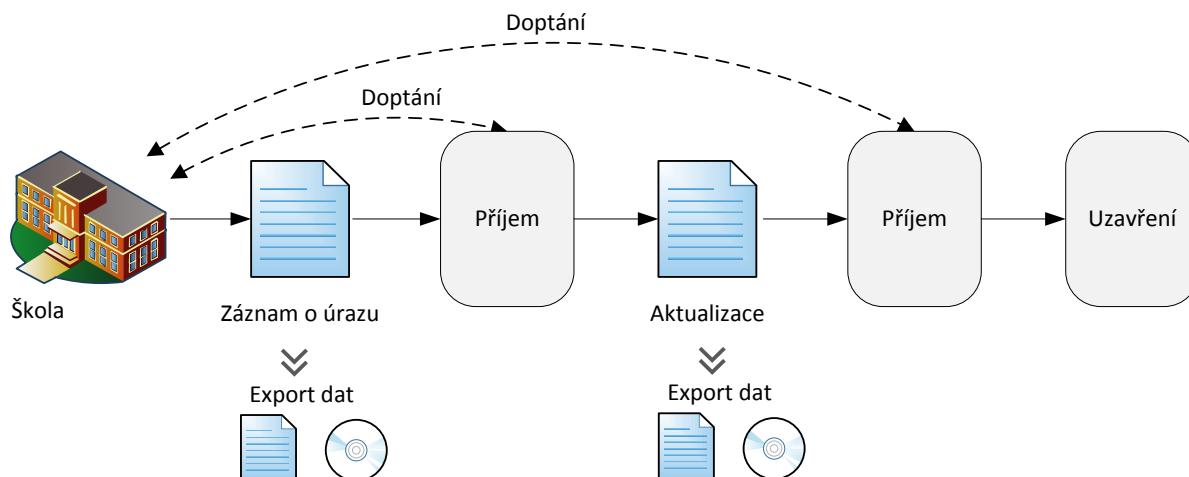 Doptání
Doptání
Příjem
Příjem
Uzavření
Škola
Záznam o úrazu
Aktualizace
Export dat
Export dat